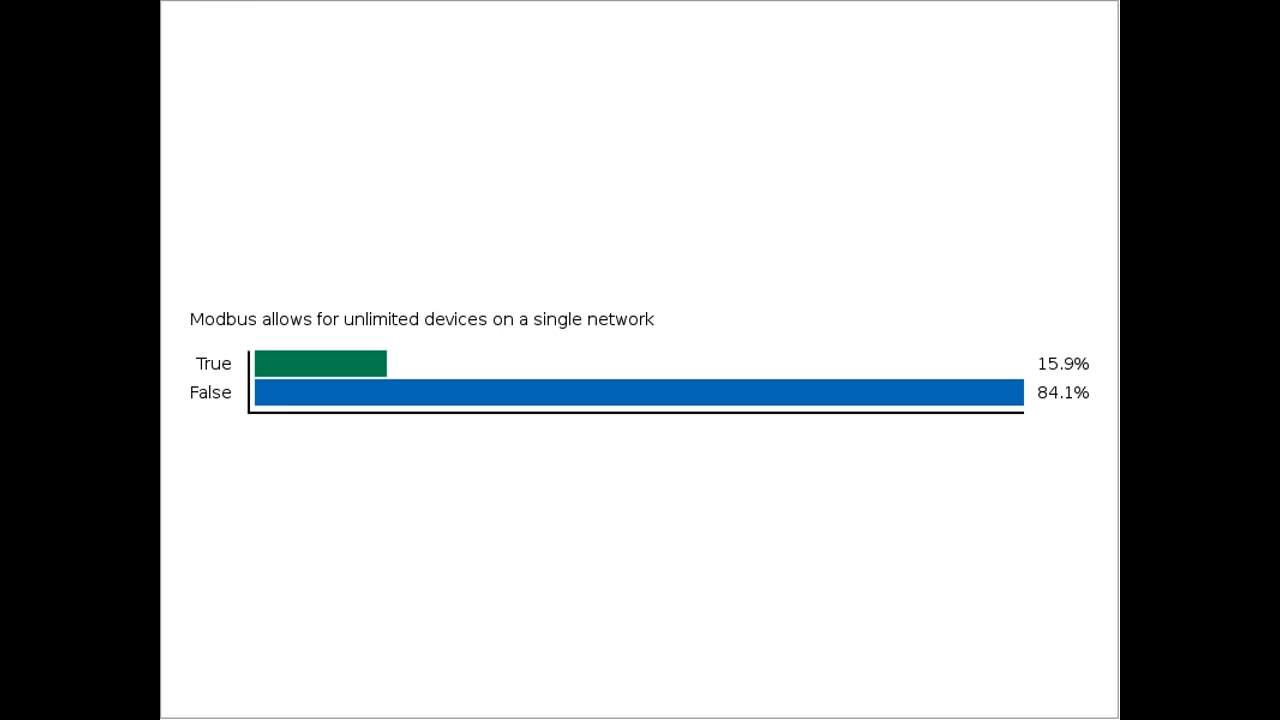 Modbus allows for unlimited devices on a single network
True 15.9%
False 84.1%